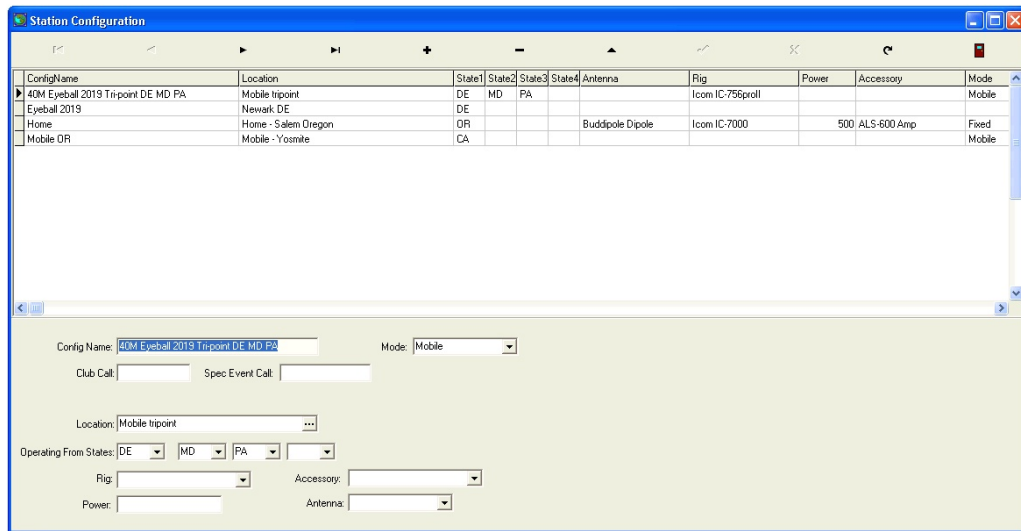 Station Configuration
ConfigName Location State1 State2 State3 State4 Antenna Rig Power Accessory Mode
40M Eyeball 2019 Tri-point DE MD PA Mobile tripoint DE MD PA Icom IC-756proII Mobile
Eyeball 2019 Newark DE DE
Home Home - Salem Oregon OR Buddipole Dipole Icom IC-7000 500 ALS-600 Amp Fixed
Mobile OR Mobile - Yosmite CA Mobile
Config Name: 40M Eyeball 2019 Tri-point DE MD PA Mode: Mobile
Club Call: Spec Event Call:
Location: Mobile tripoint ...
Operating From States: DE MD PA
Rig: Accessory:
Power: Antenna: